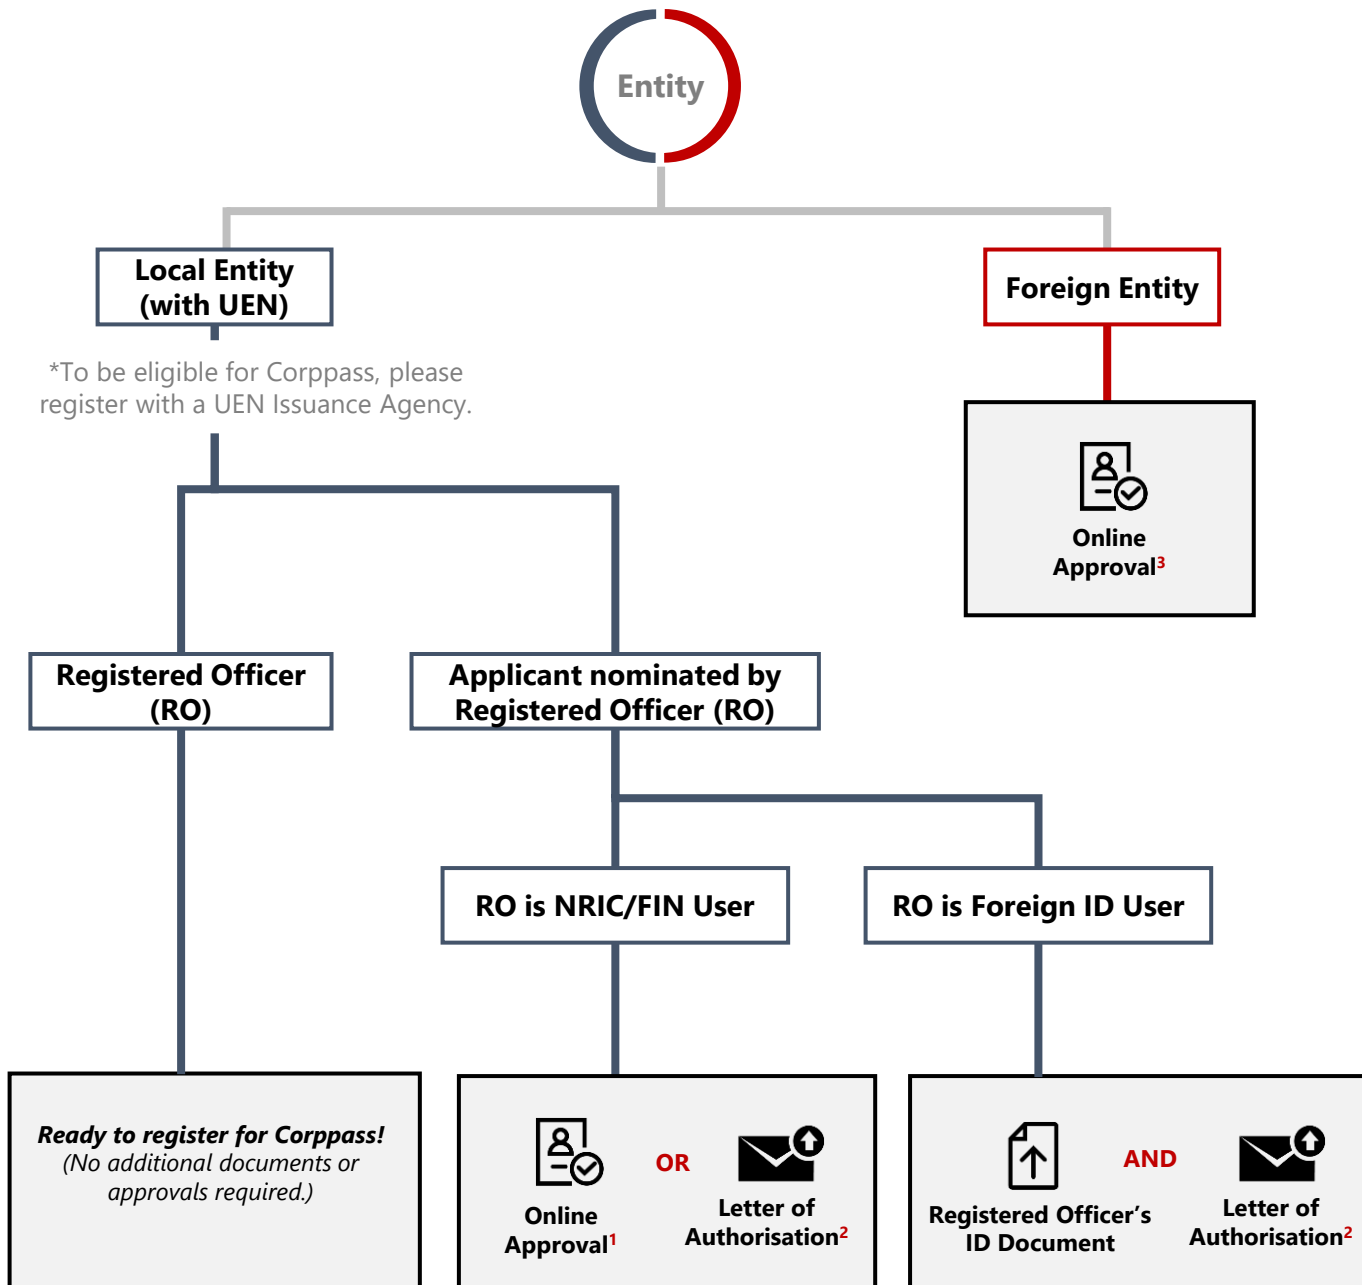 Entity
Local Entity
(with UEN)
Foreign Entity
*To be eligible for Corppass, please
register with a UEN Issuance Agency.
Online
Approval³
Registered Officer
(RO)
Applicant nominated by
Registered Officer (RO)
RO is NRIC/FIN User
RO is Foreign ID User
Ready to register for Corppass!
(No additional documents or
approvals required.)
Online
Approval¹
OR
Letter of
Authorisation²
Registered Officer’s
ID Document
AND
Letter of
Authorisation²